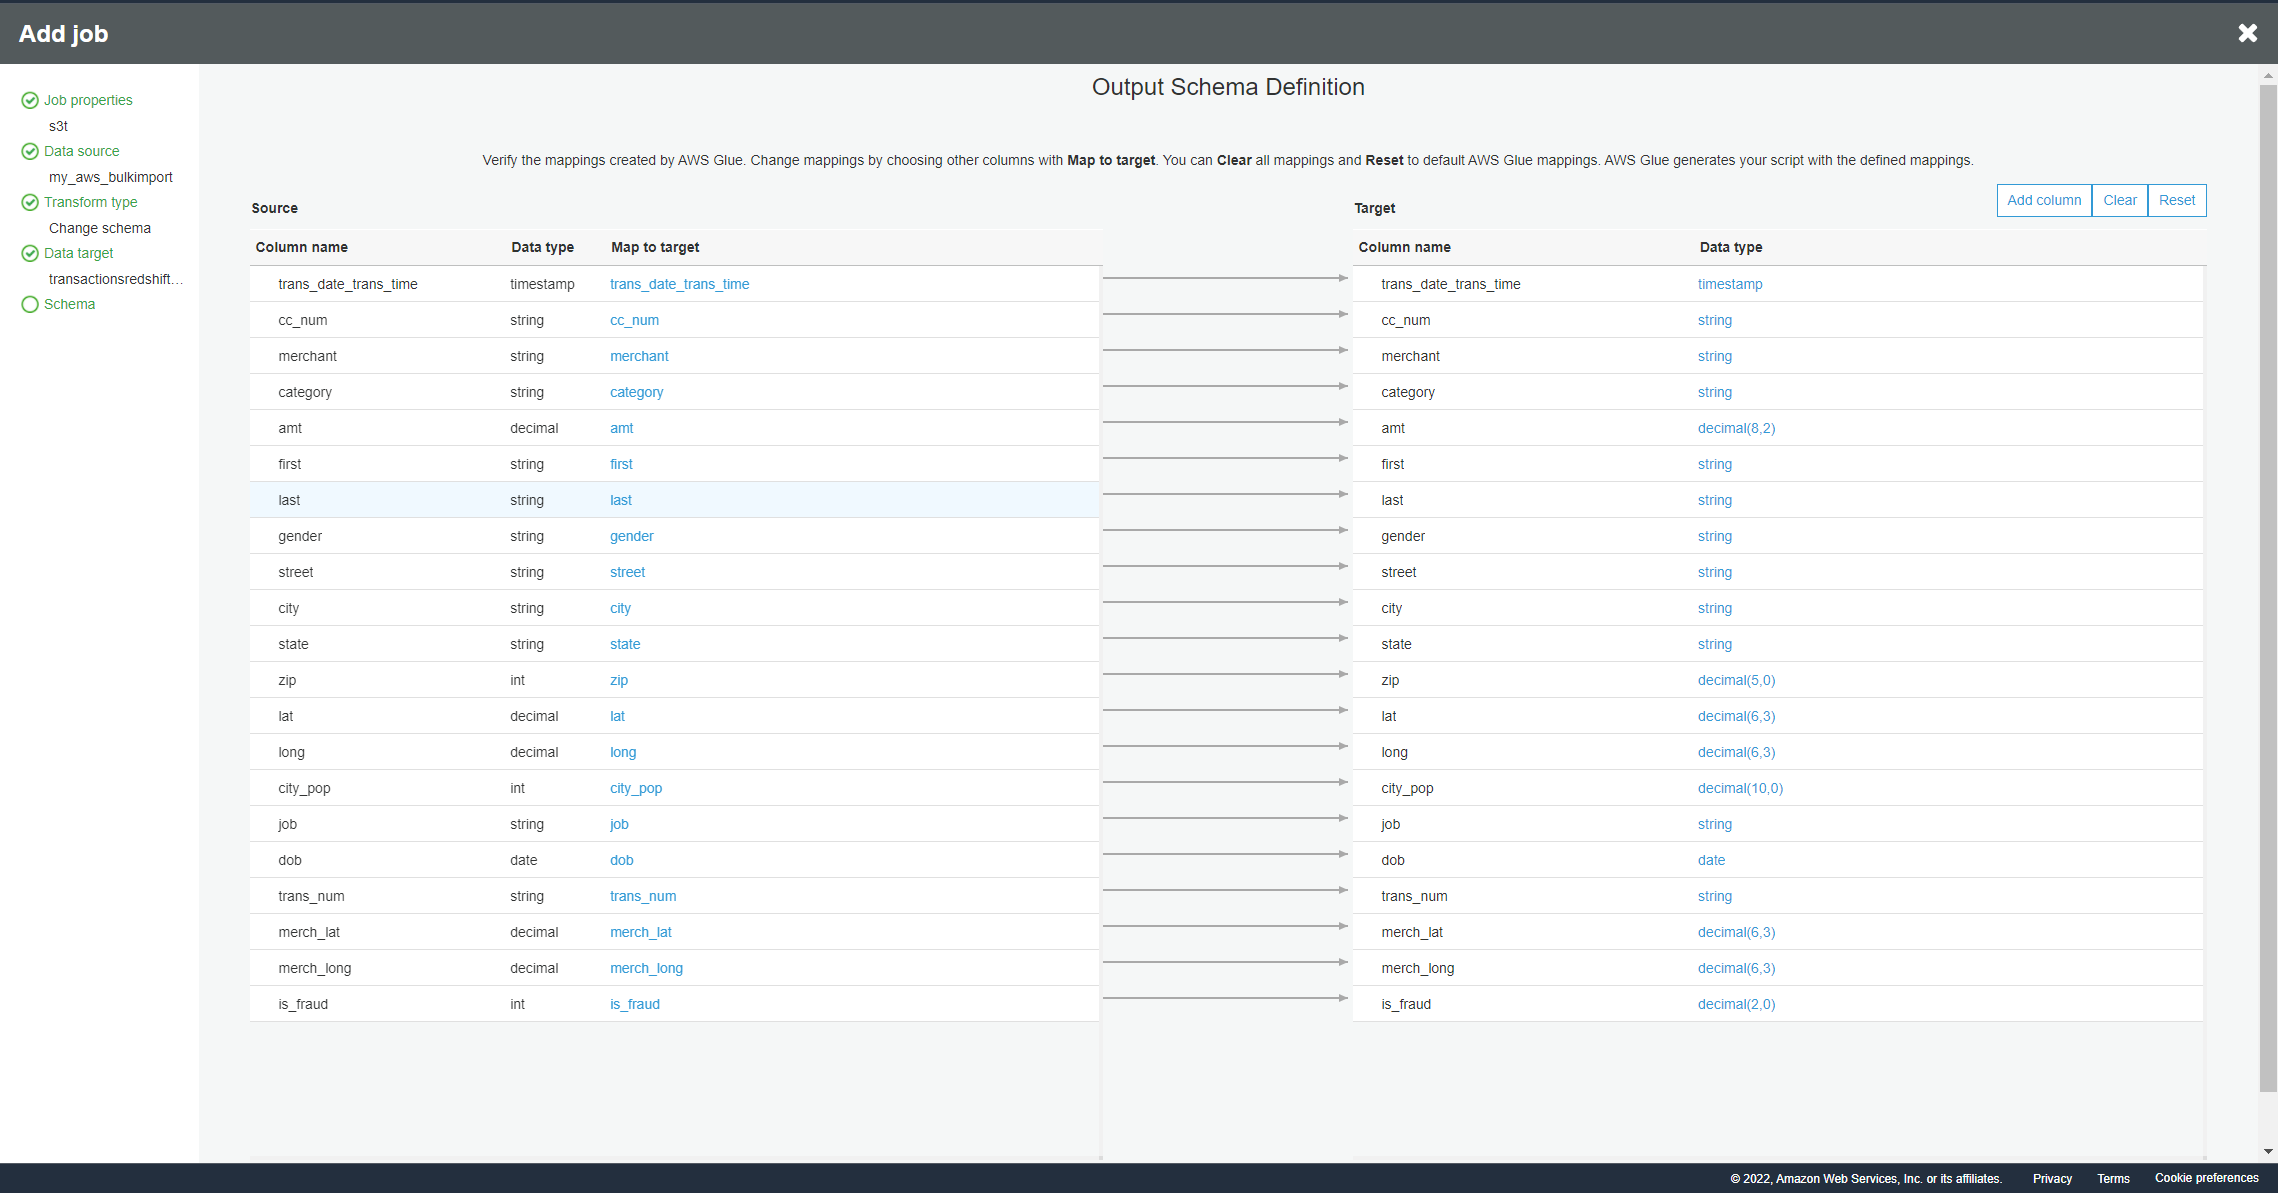 Add job
Job properties
s3t
Data source
my_aws_bulkimport
Transform type
Change schema
Data target
transactionsredshift...
Schema
Output Schema Definition
Verify the mappings created by AWS Glue. Change mappings by choosing other columns with Map to target. You can Clear all mappings and Reset to default AWS Glue mappings. AWS Glue generates your script with the defined mappings.
Add column Clear Reset
Source Target
Column name Data type Map to target Column name Data type
trans_date_trans_time timestamp trans_date_trans_time trans_date_trans_time timestamp
cc_num string cc_num cc_num string
merchant string merchant merchant string
category string category category string
amt decimal amt amt decimal(8,2)
first string first first string
last string last last string
gender string gender gender string
street string street street string
city string city city string
state string state state string
zip int zip zip decimal(5,0)
lat decimal lat lat decimal(6,3)
long decimal long long decimal(6,3)
city_pop int city_pop city_pop decimal(10,0)
job string job job string
dob date dob dob date
trans_num string trans_num trans_num string
merch_lat decimal merch_lat merch_lat decimal(6,3)
merch_long decimal merch_long merch_long decimal(6,3)
is_fraud int is_fraud is_fraud decimal(2,0)
© 2022, Amazon Web Services, Inc. or its affiliates. Privacy Terms Cookie preferences